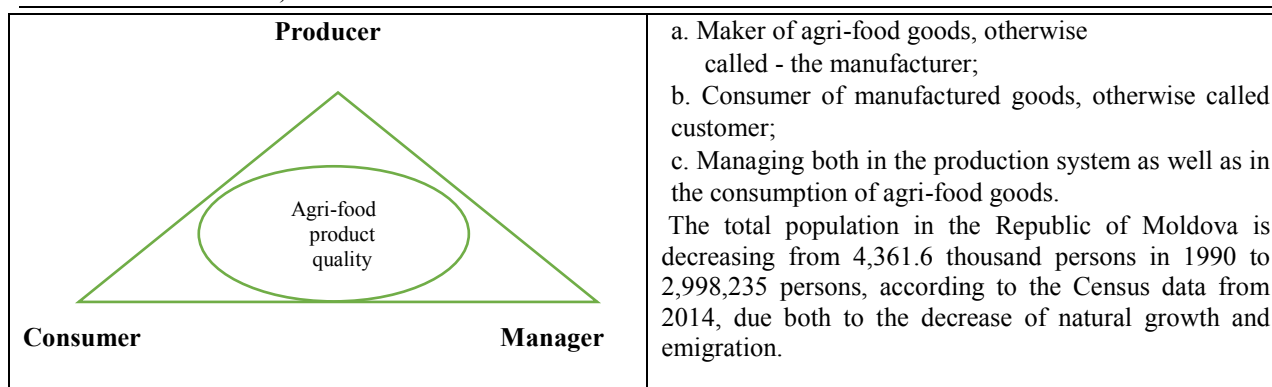 Producer
Agri-food
product
quality
Consumer
Manager
a. Maker of agri-food goods, otherwise
called - the manufacturer;
b. Consumer of manufactured goods, otherwise called
customer;
c. Managing both in the production system as well as in
the consumption of agri-food goods.
The total population in the Republic of Moldova is
decreasing from 4,361.6 thousand persons in 1990 to
2,998,235 persons, according to the Census data from
2014, due both to the decrease of natural growth and
emigration.